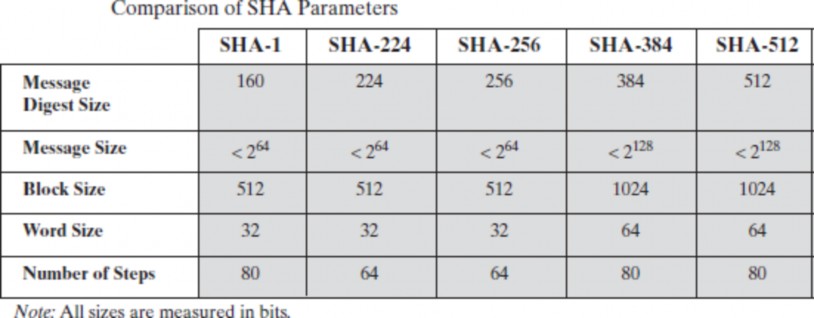 Comparison of SHA Parameters
SHA-1 SHA-224 SHA-256 SHA-384 SHA-512
Message Digest Size 160 224 256 384 512
Message Size < 2^64 < 2^64 < 2^64 < 2^128 < 2^128
Block Size 512 512 512 1024 1024
Word Size 32 32 32 64 64
Number of Steps 80 64 64 80 80
Note: All sizes are measured in bits.